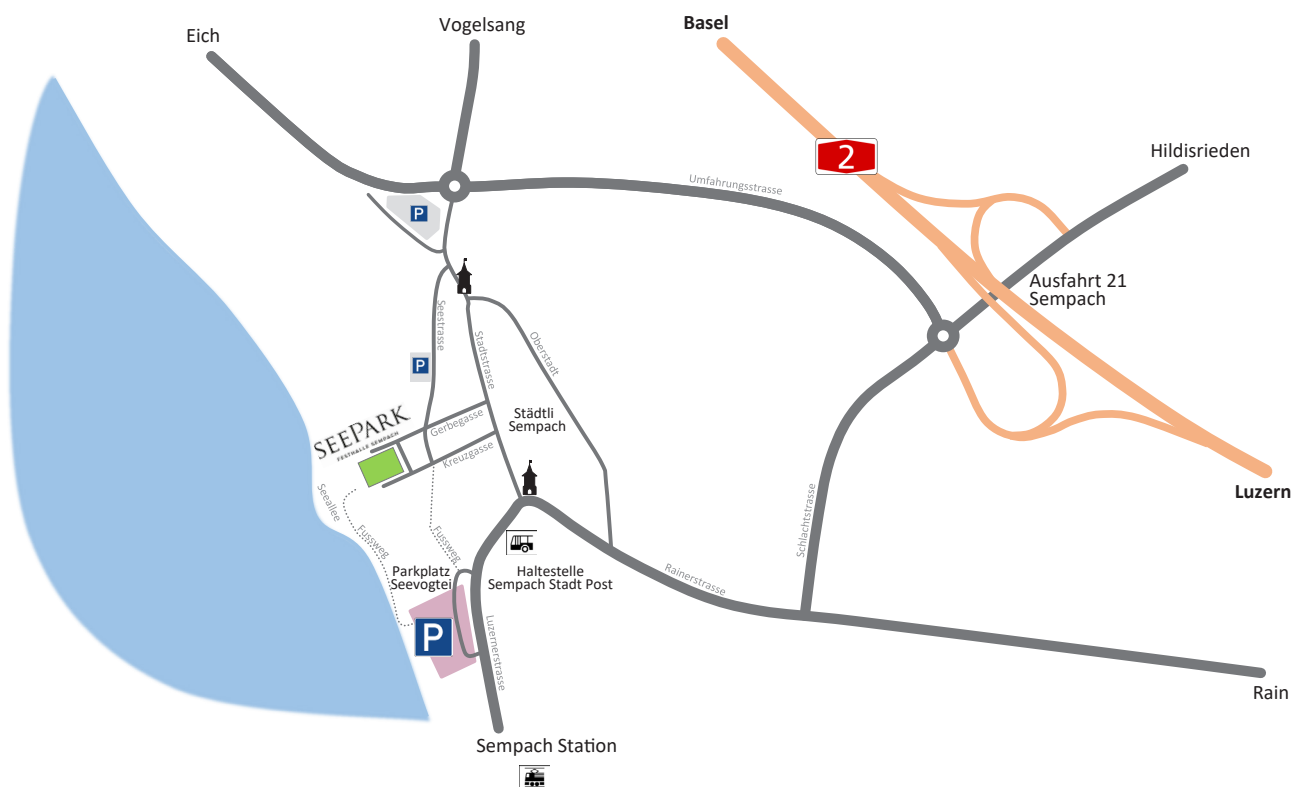 Eich
Vogelsang
Basel
2
Hildisrieden
Umfahrungsstrasse
P
Ausfahrt 21
Sempach
Seestrasse
Stadtstrasse
Oberstadt
P
SEEPARK
FESTHALLE SEMPACH
Gerbegasse
Städtli
Sempach
Kreuzgasse
Luzern
Seeallee
Fussweg
Fussweg
Schlachtstrasse
Parkplatz
Seevogtei
Haltestelle
Sempach Stadt Post
Rainerstrasse
P
Luzernerstrasse
Rain
Sempach Station